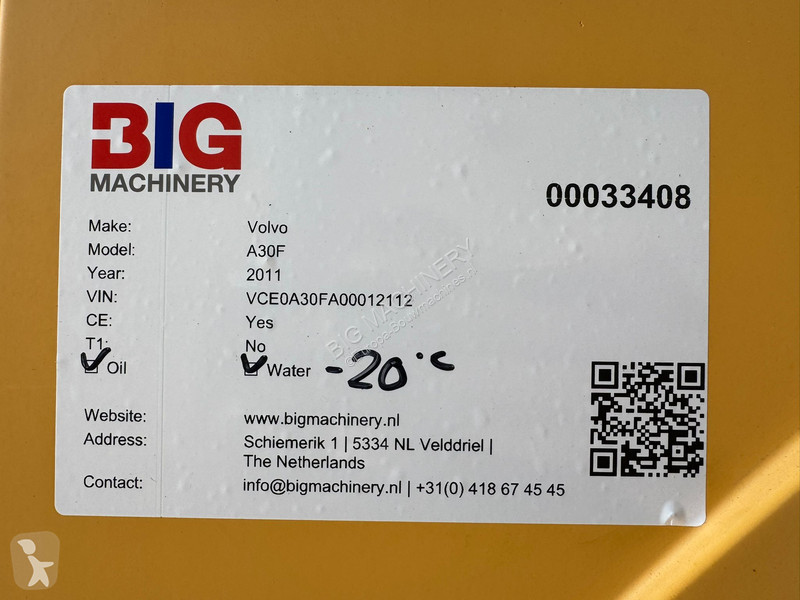 BIG
MACHINERY
00033408
Make: Volvo
Model: A30F
Year: 2011
VIN: VCE0A30FA00012112
CE: Yes
T1: No
Oil Water -20°C
Website: www.bigmachinery.nl
Address: Schiemerik 1 | 5334 NL Velddriel |
The Netherlands
Contact: info@bigmachinery.nl | +31(0) 418 67 45 45
BIG MACHINERY